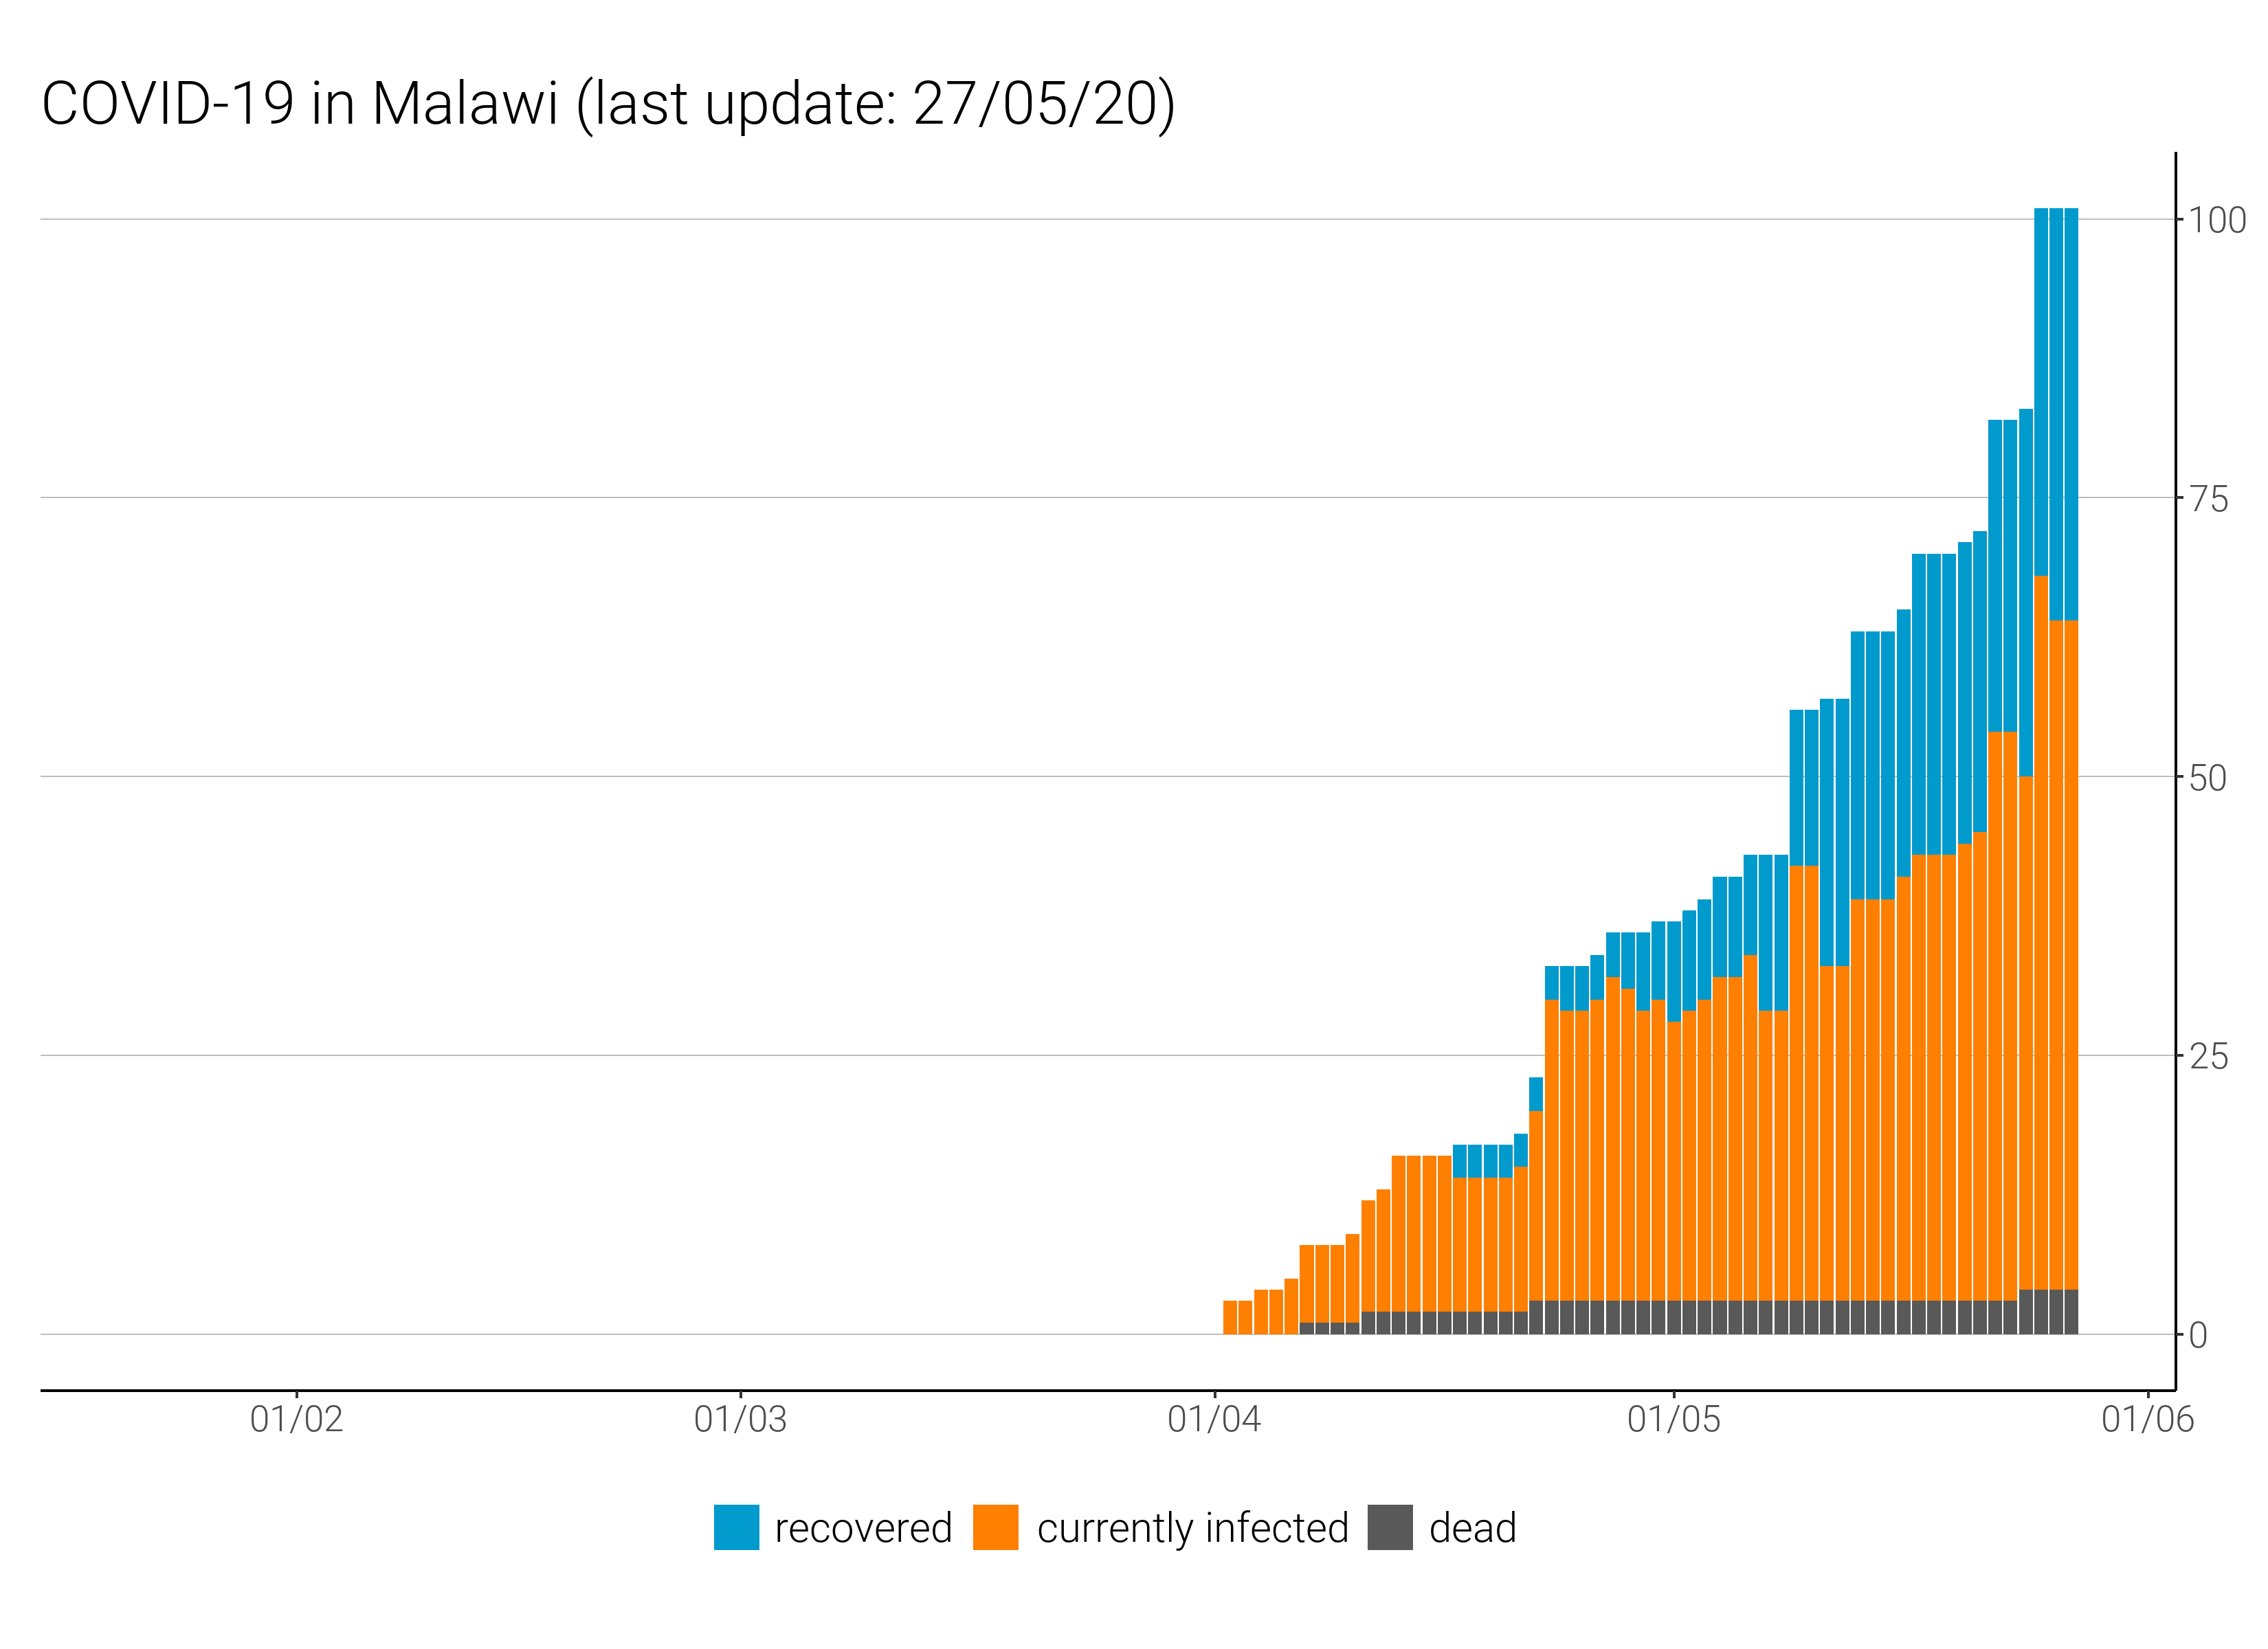 COVID-19 in Malawi (last update: 27/05/20)
100
75
50
25
0
01/02 01/03 01/04 01/05 01/06
recovered currently infected dead